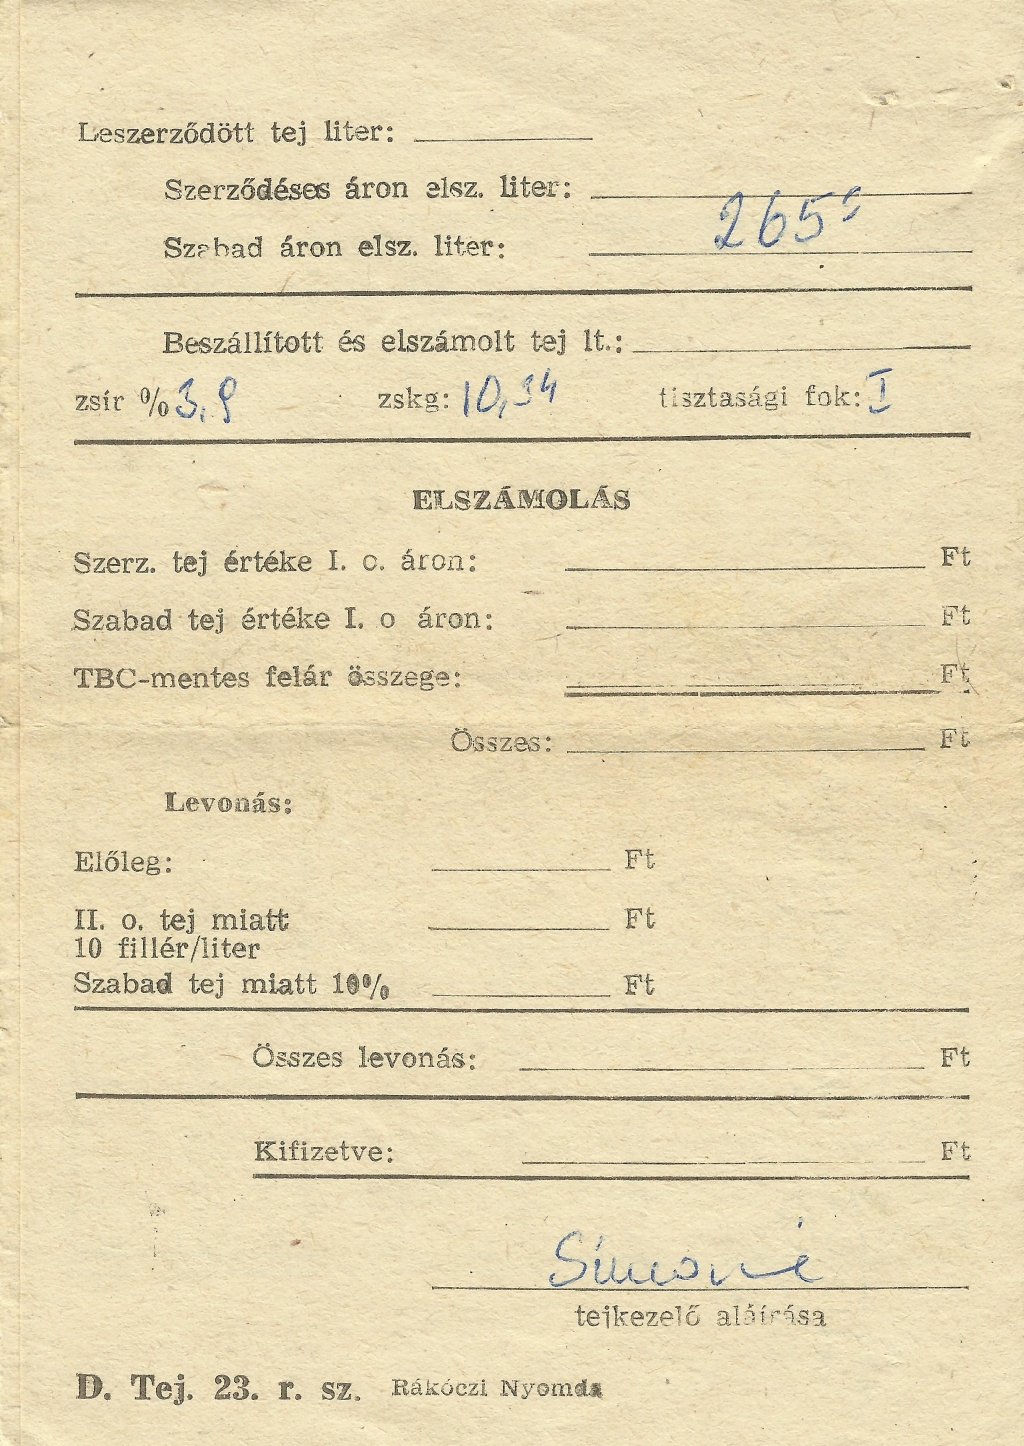 Leszerződött tej liter:
Szerződéses áron elsz. liter:
Szabad áron elsz. liter: 265
Beszállított és elszámolt tej lt.:
zsír % 3,9 zskg: 10,34 tisztasági fok: I
ELSZÁMOLÁS
Szerz. tej értéke I. o. áron: Ft
Szabad tej értéke I. o áron: Ft
TBC-mentes felár összege: Ft
Összes: Ft
Levonás:
Előleg: Ft
II. o. tej miatt Ft
10 fillér/liter
Szabad tej miatt 10% Ft
Összes levonás: Ft
Kifizetve: Ft
Simoné
tejkezelő aláírása
D. Tej. 23. r. sz. Rákóczi Nyomda